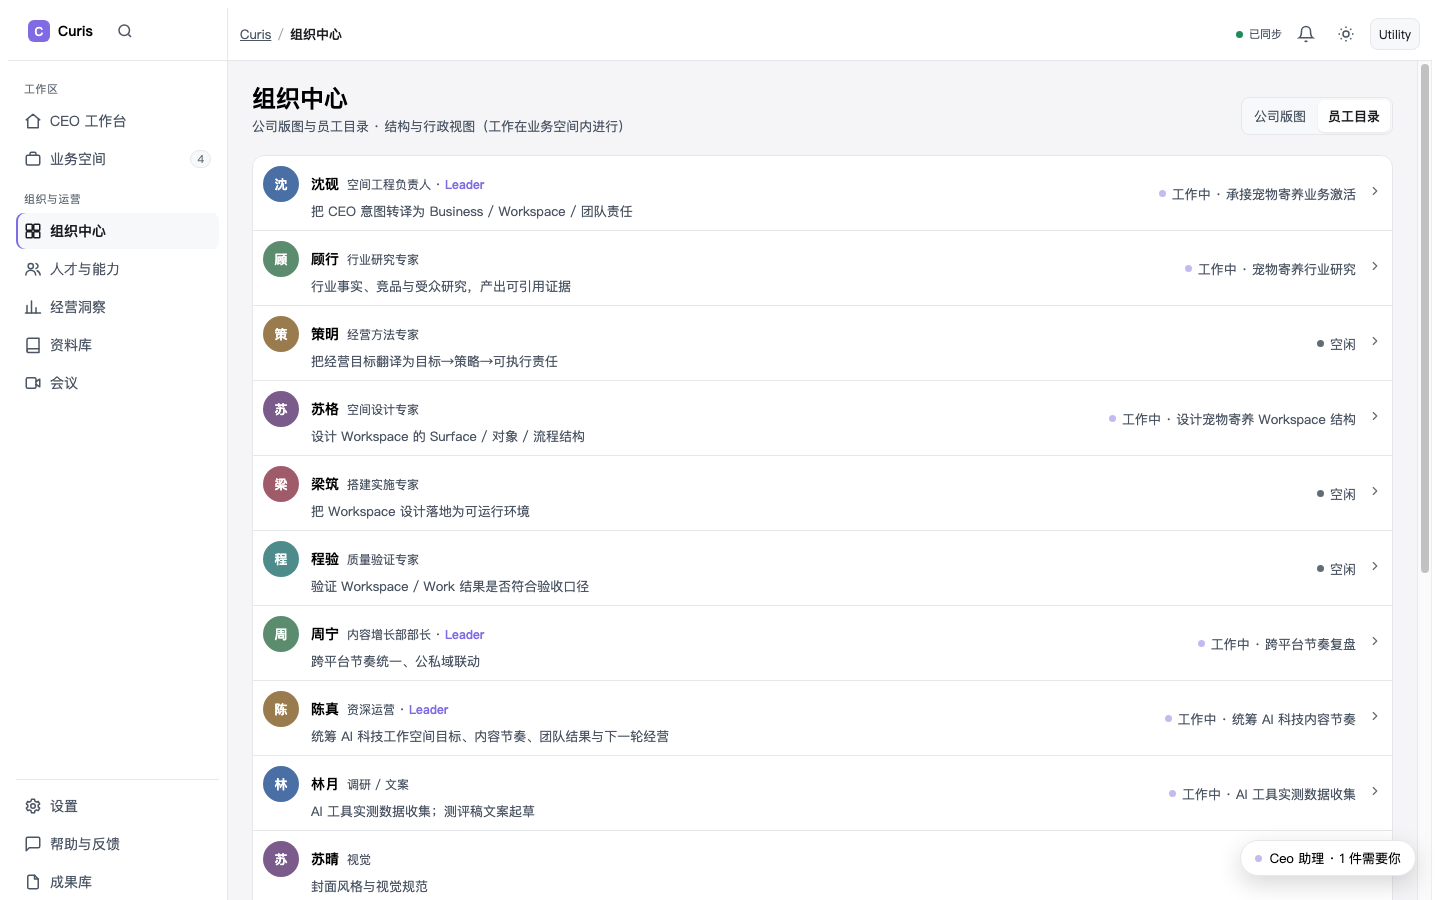 C Curis
Curis / 组织中心
已同步
Utility
工作区
CEO 工作台
业务空间 4
组织与运营
组织中心
人才与能力
经营洞察
资料库
会议
设置
帮助与反馈
成果库
组织中心
公司版图与员工目录 · 结构与行政视图（工作在业务空间内进行）
公司版图 员工目录
沈 沈砚 空间工程负责人 · Leader
把 CEO 意图转译为 Business / Workspace / 团队责任
工作中 · 承接宠物寄养业务激活
顾 顾行 行业研究专家
行业事实、竞品与受众研究，产出可引用证据
工作中 · 宠物寄养行业研究
策 策明 经营方法专家
把经营目标翻译为目标→策略→可执行责任
空闲
苏 苏格 空间设计专家
设计 Workspace 的 Surface / 对象 / 流程结构
工作中 · 设计宠物寄养 Workspace 结构
梁 梁筑 搭建实施专家
把 Workspace 设计落地为可运行环境
空闲
程 程验 质量验证专家
验证 Workspace / Work 结果是否符合验收口径
空闲
周 周宁 内容增长部部长 · Leader
跨平台节奏统一、公私域联动
工作中 · 跨平台节奏复盘
陈 陈真 资深运营 · Leader
统筹 AI 科技工作空间目标、内容节奏、团队结果与下一轮经营
工作中 · 统筹 AI 科技内容节奏
林 林月 调研 / 文案
AI 工具实测数据收集；测评稿文案起草
工作中 · AI 工具实测数据收集
苏 苏晴 视觉
封面风格与视觉规范
Ceo 助理 · 1 件需要你